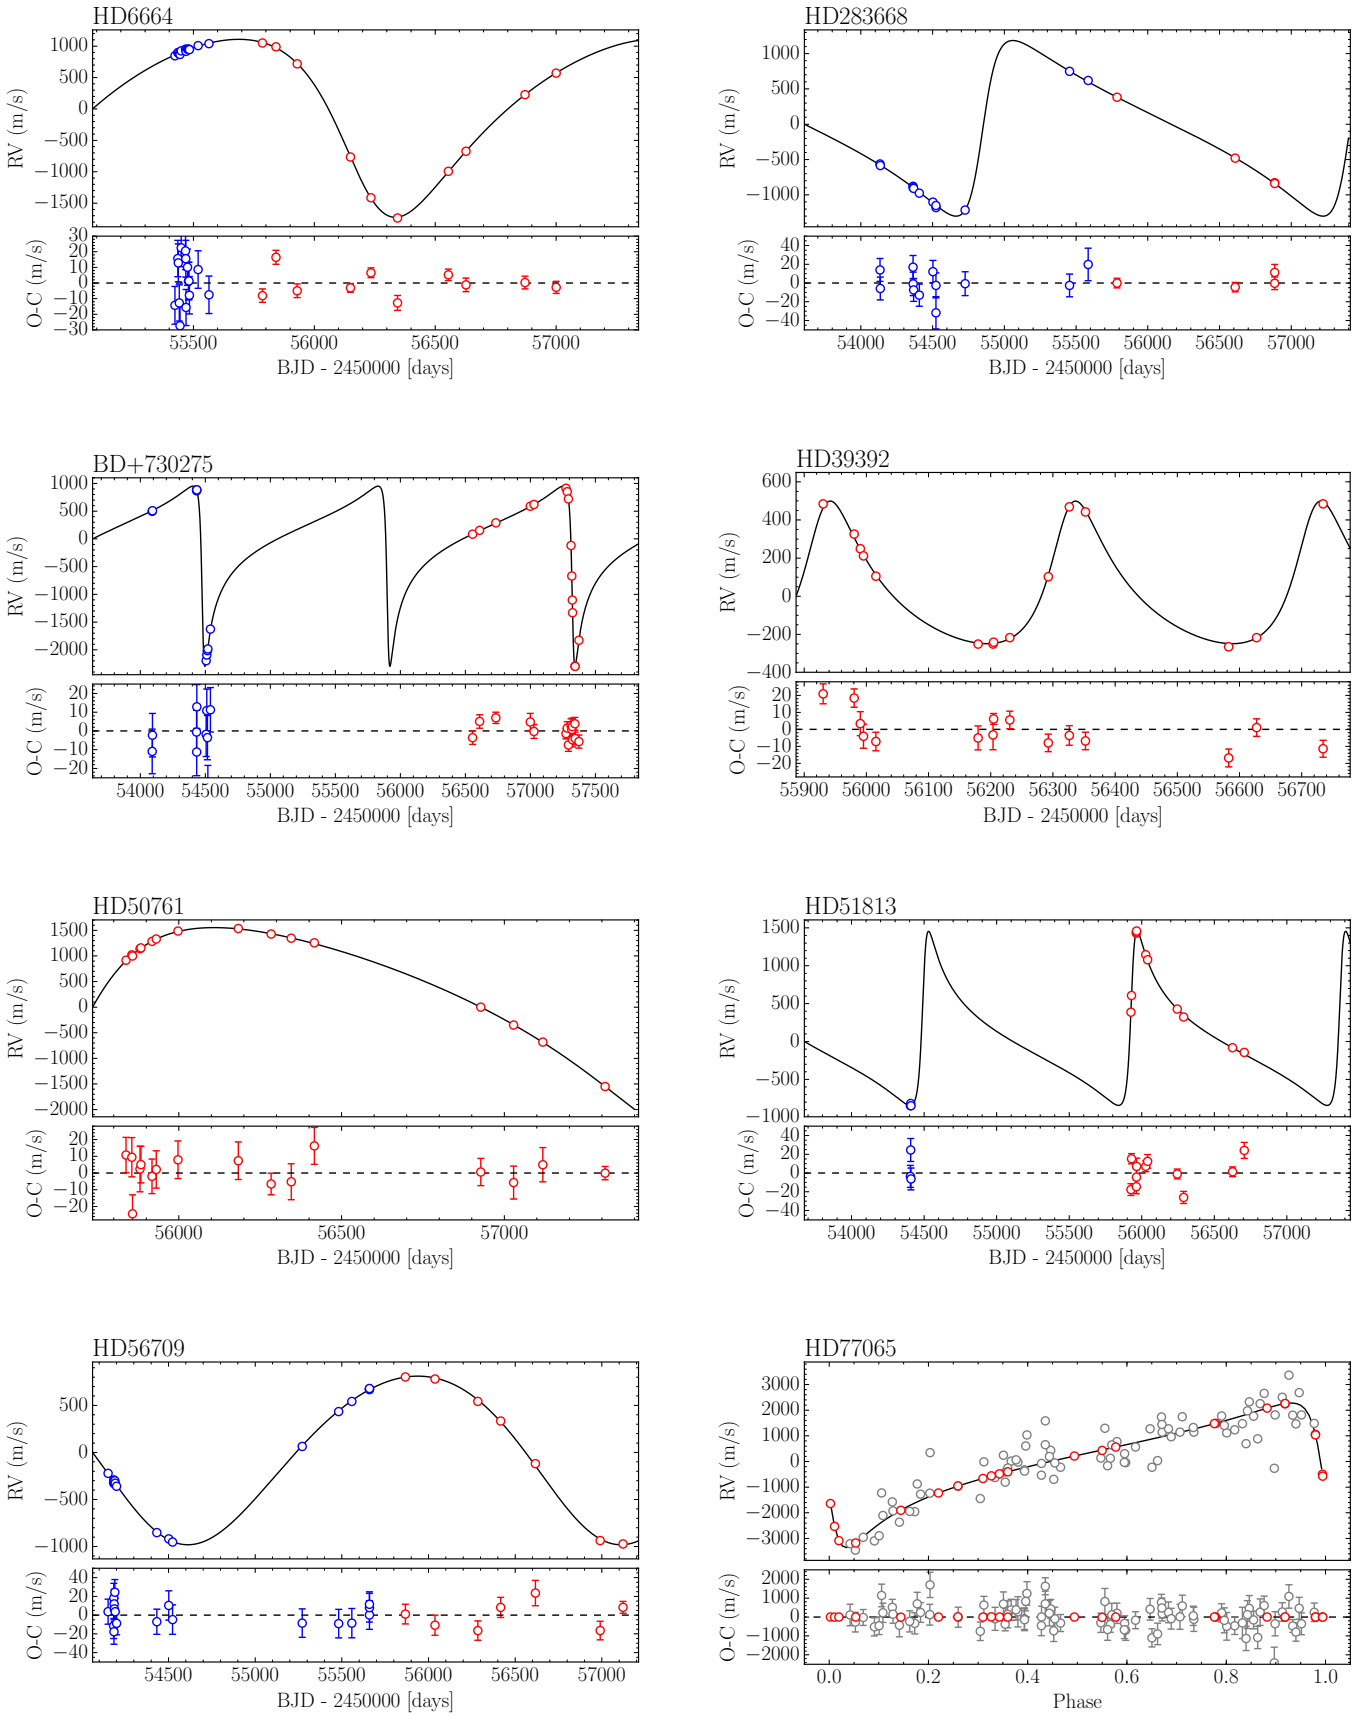 HD6664
1000
500
0
−500
−1000
−1500
RV (m/s)
30
20
10
0
−10
−20
−30
O-C (m/s)
55500 56000 56500 57000
BJD - 2450000 [days]
HD283668
1000
500
0
−500
−1000
RV (m/s)
40
20
0
−20
−40
O-C (m/s)
54000 54500 55000 55500 56000 56500 57000
BJD - 2450000 [days]
BD+730275
1000
500
0
−500
−1000
−1500
−2000
RV (m/s)
20
10
0
−10
−20
O-C (m/s)
54000 54500 55000 55500 56000 56500 57000 57500
BJD - 2450000 [days]
HD39392
600
400
200
0
−200
−400
RV (m/s)
20
10
0
−10
−20
O-C (m/s)
55900 56000 56100 56200 56300 56400 56500 56600 56700
BJD - 2450000 [days]
HD50761
1500
1000
500
0
−500
−1000
−1500
−2000
RV (m/s)
20
10
0
−10
−20
O-C (m/s)
56000 56500 57000
BJD - 2450000 [days]
HD51813
1500
1000
500
0
−500
−1000
RV (m/s)
40
20
0
−20
−40
O-C (m/s)
54000 54500 55000 55500 56000 56500 57000
BJD - 2450000 [days]
HD56709
500
0
−500
−1000
RV (m/s)
40
20
0
−20
−40
O-C (m/s)
54500 55000 55500 56000 56500 57000
BJD - 2450000 [days]
HD77065
3000
2000
1000
0
−1000
−2000
−3000
RV (m/s)
2000
1000
0
−1000
−2000
O-C (m/s)
0.0 0.2 0.4 0.6 0.8 1.0
Phase